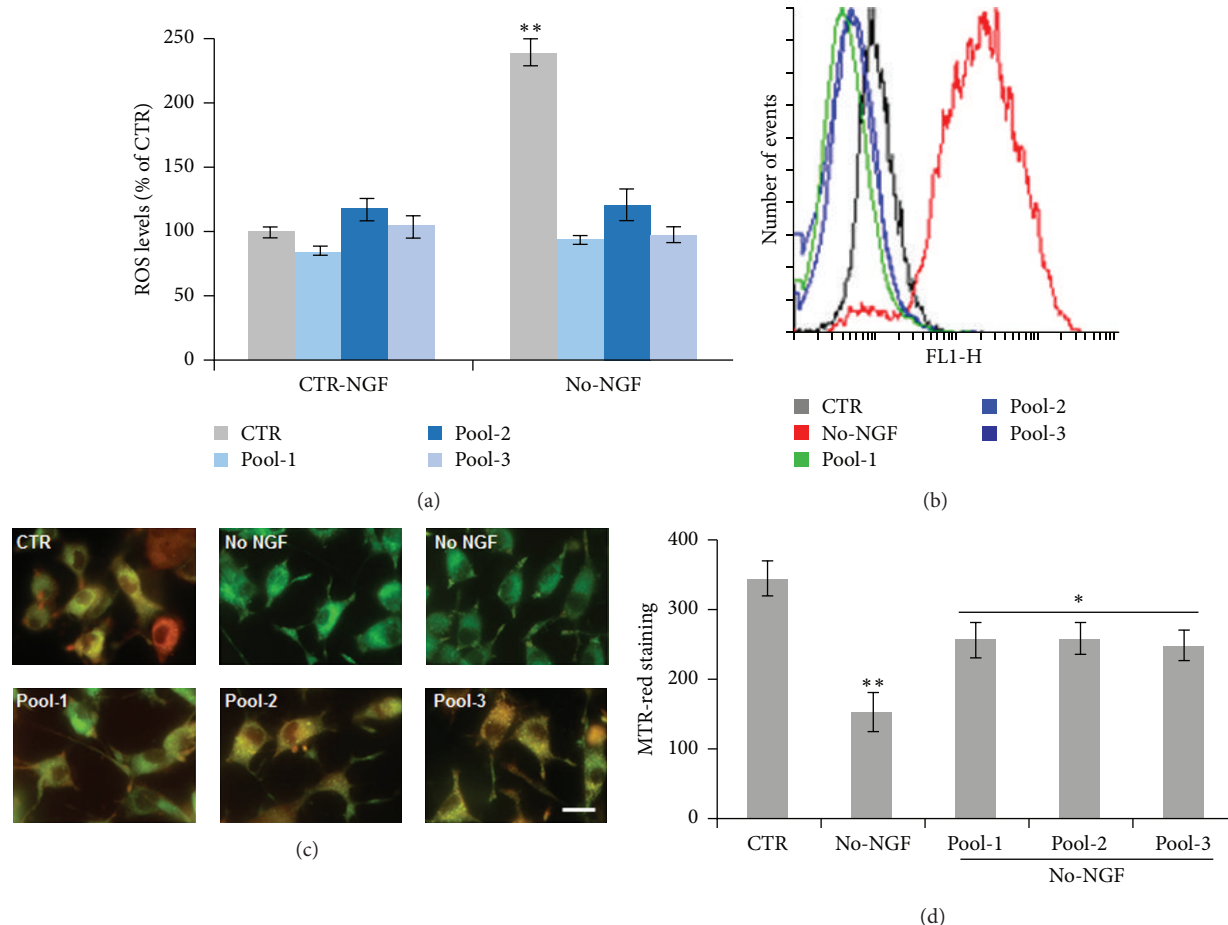 **
250
200
150
100
50
0
ROS levels (% of CTR)
CTR-NGF
No-NGF
CTR
Pool-2
Pool-1
Pool-3
(a)
Number of events
FL1-H
CTR
Pool-2
No-NGF
Pool-3
Pool-1
(b)
CTR
No NGF
No NGF
Pool-1
Pool-2
Pool-3
(c)
400
300
200
100
0
MTR-red staining
**
*
CTR
No-NGF
Pool-1
Pool-2
Pool-3
No-NGF
(d)